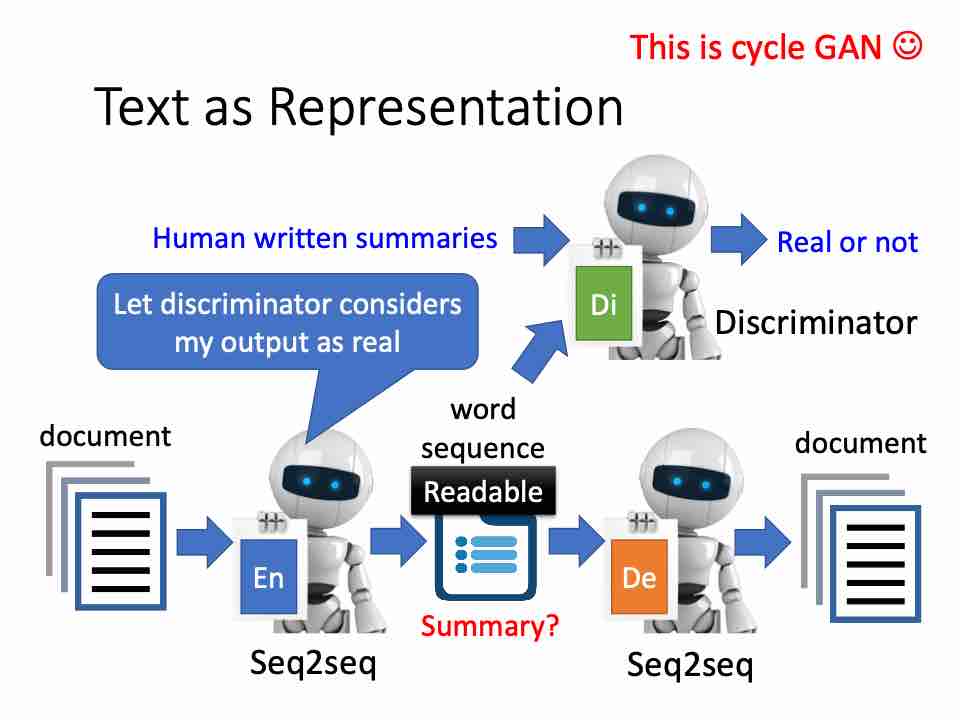 This is cycle GAN ☺
Text as Representation
Human written summaries
Real or not
Let discriminator considers
my output as real
Di
Discriminator
word
sequence
document
document
Readable
En
De
Summary?
Seq2seq
Seq2seq